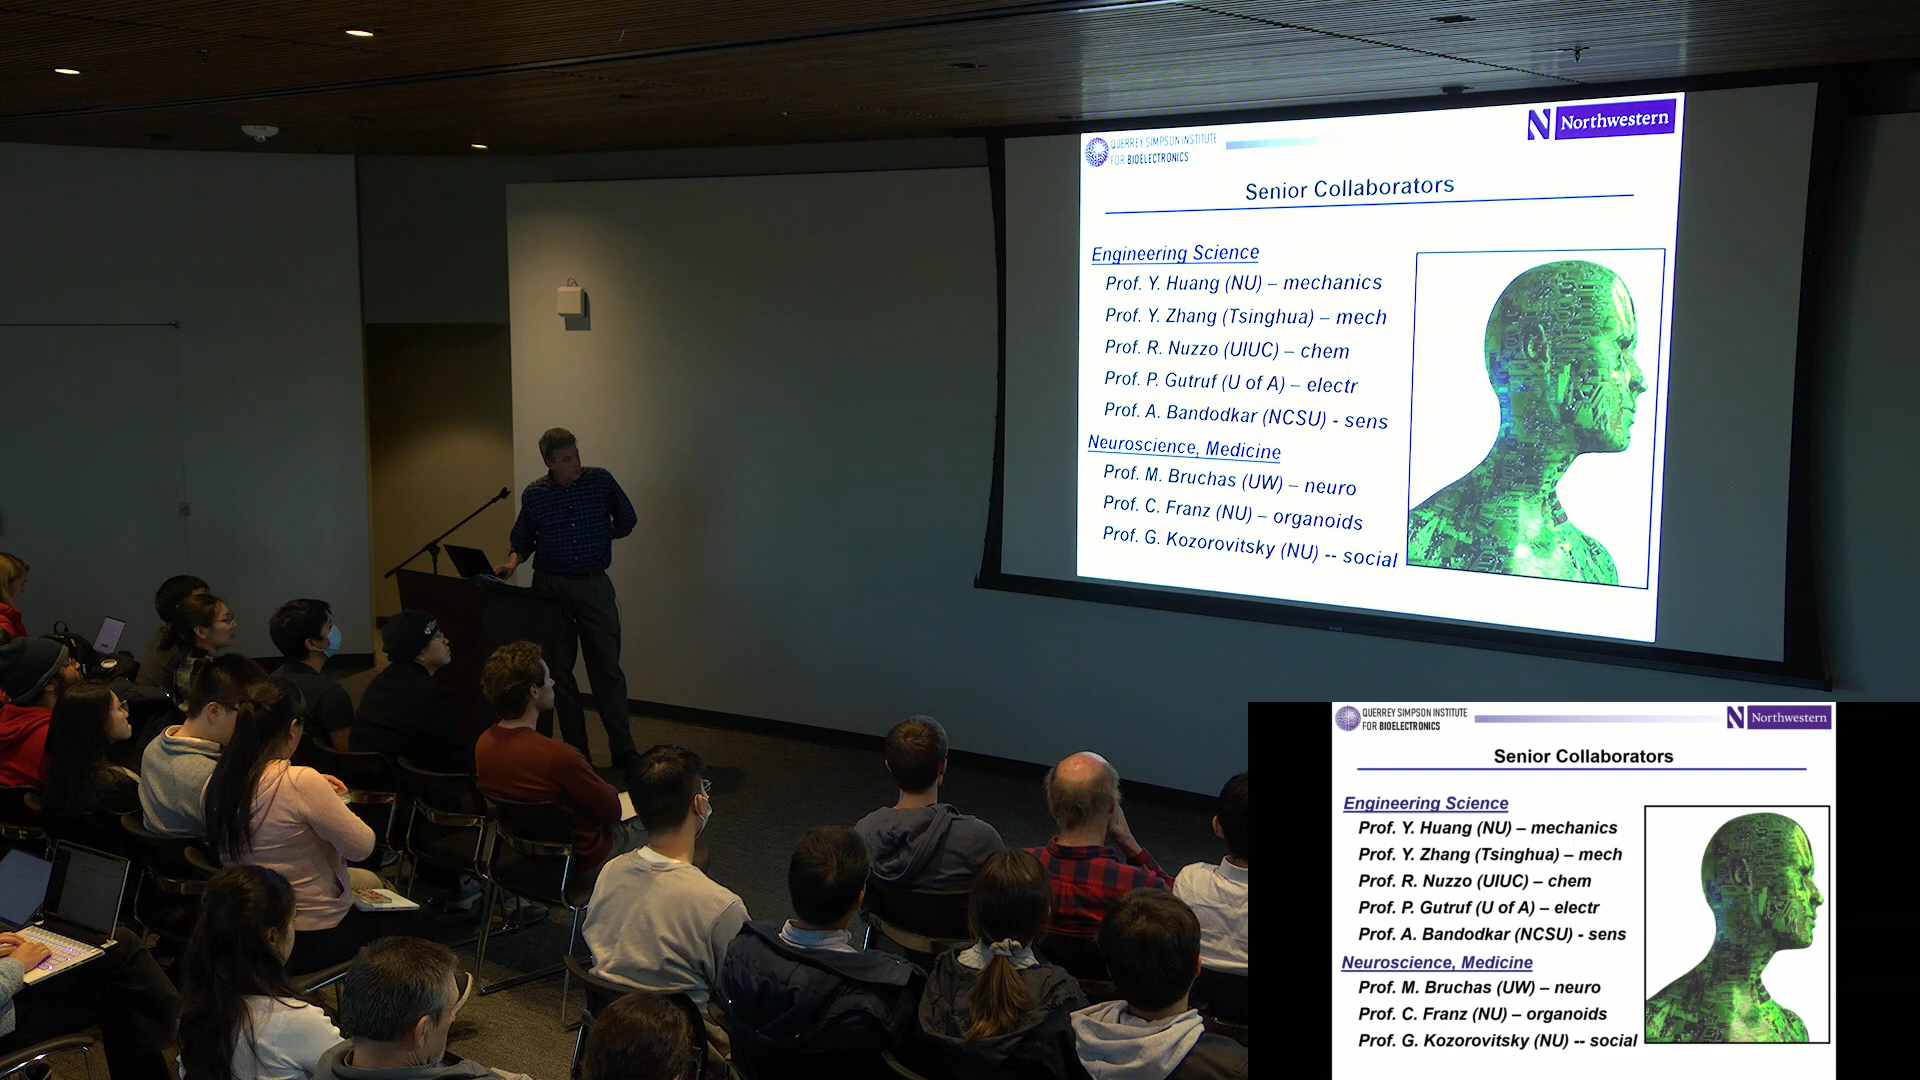 QUERREY SIMPSON INSTITUTE
FOR BIOELECTRONICS
N Northwestern
Senior Collaborators
Engineering Science
Prof. Y. Huang (NU) – mechanics
Prof. Y. Zhang (Tsinghua) – mech
Prof. R. Nuzzo (UIUC) – chem
Prof. P. Gutruf (U of A) – electr
Prof. A. Bandodkar (NCSU) - sens
Neuroscience, Medicine
Prof. M. Bruchas (UW) – neuro
Prof. C. Franz (NU) – organoids
Prof. G. Kozorovitsky (NU) -- social
QUERREY SIMPSON INSTITUTE
FOR BIOELECTRONICS
N Northwestern
Senior Collaborators
Engineering Science
Prof. Y. Huang (NU) – mechanics
Prof. Y. Zhang (Tsinghua) – mech
Prof. R. Nuzzo (UIUC) – chem
Prof. P. Gutruf (U of A) – electr
Prof. A. Bandodkar (NCSU) - sens
Neuroscience, Medicine
Prof. M. Bruchas (UW) – neuro
Prof. C. Franz (NU) – organoids
Prof. G. Kozorovitsky (NU) -- social